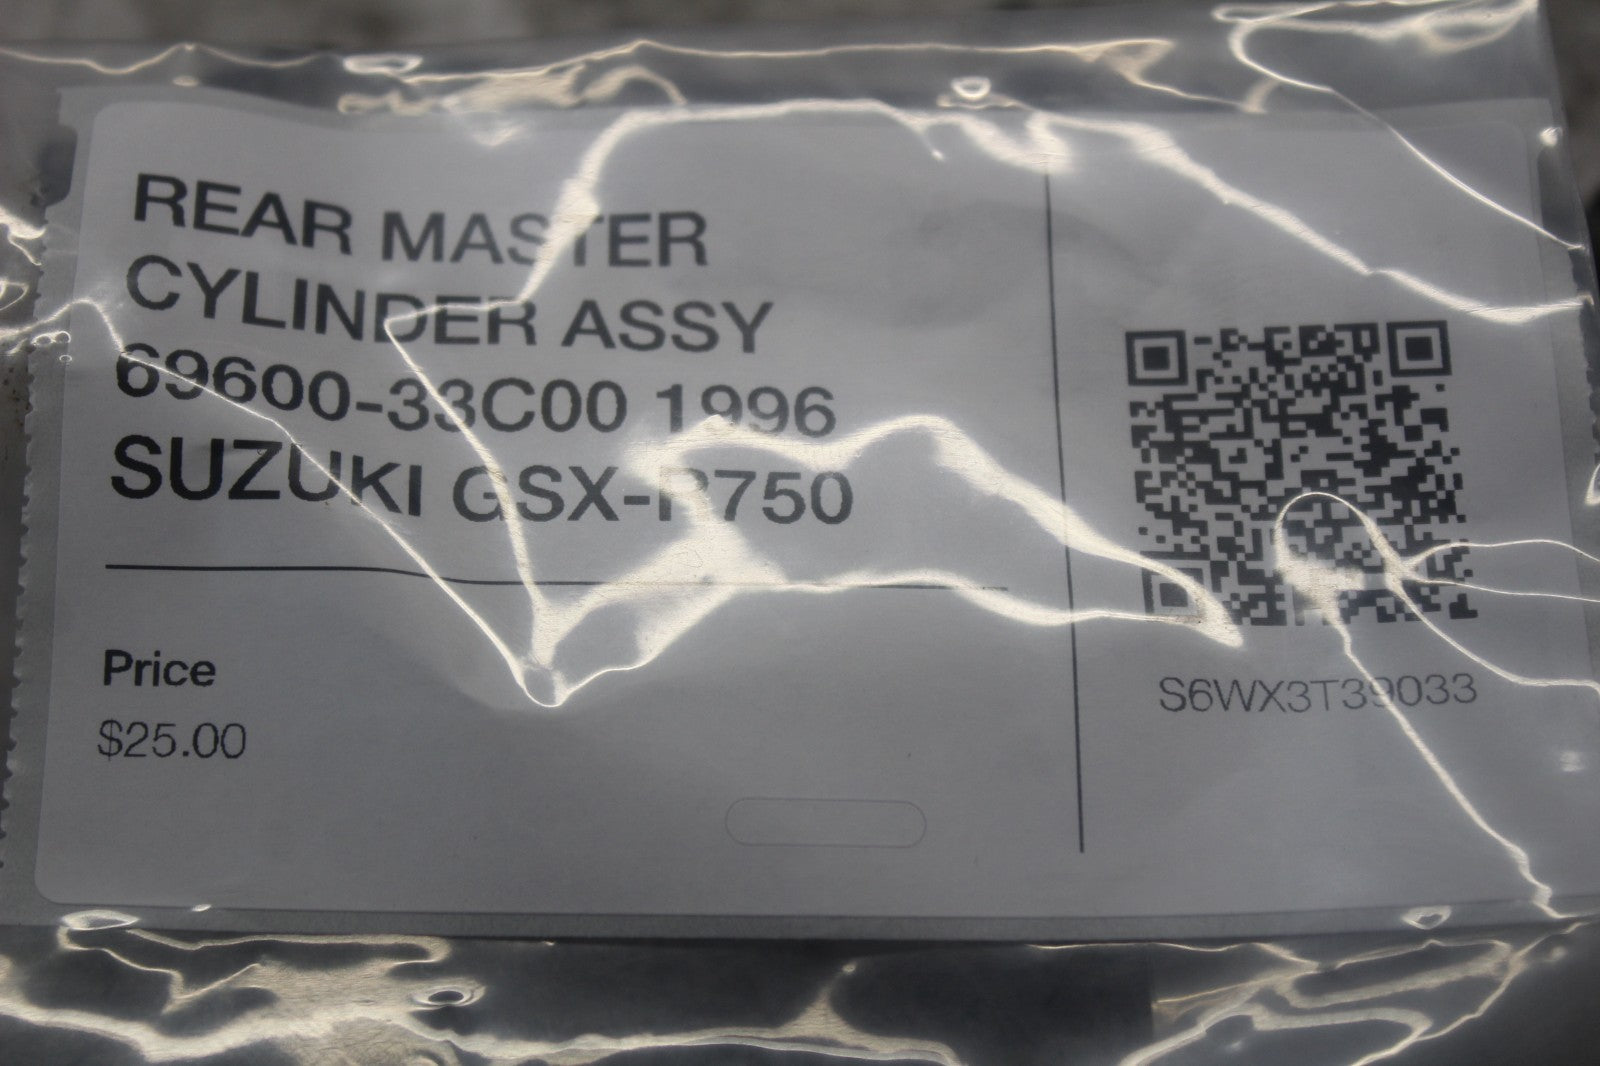 REAR MASTER
CYLINDER ASSY
69600-33C00 1996
SUZUKI GSX-R750
Price
$25.00
S6WX3T39033